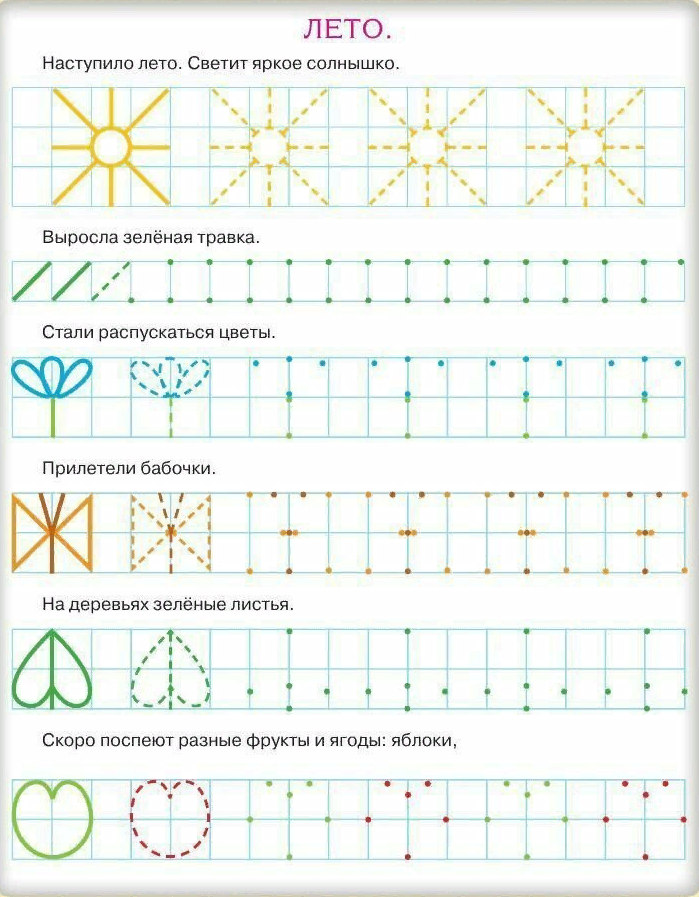 ЛЕТО.
Наступило лето. Светит яркое солнышко.
Выросла зелёная травка.
Стали распускаться цветы.
Прилетели бабочки.
На деревьях зелёные листья.
Скоро поспеют разные фрукты и ягоды: яблоки,